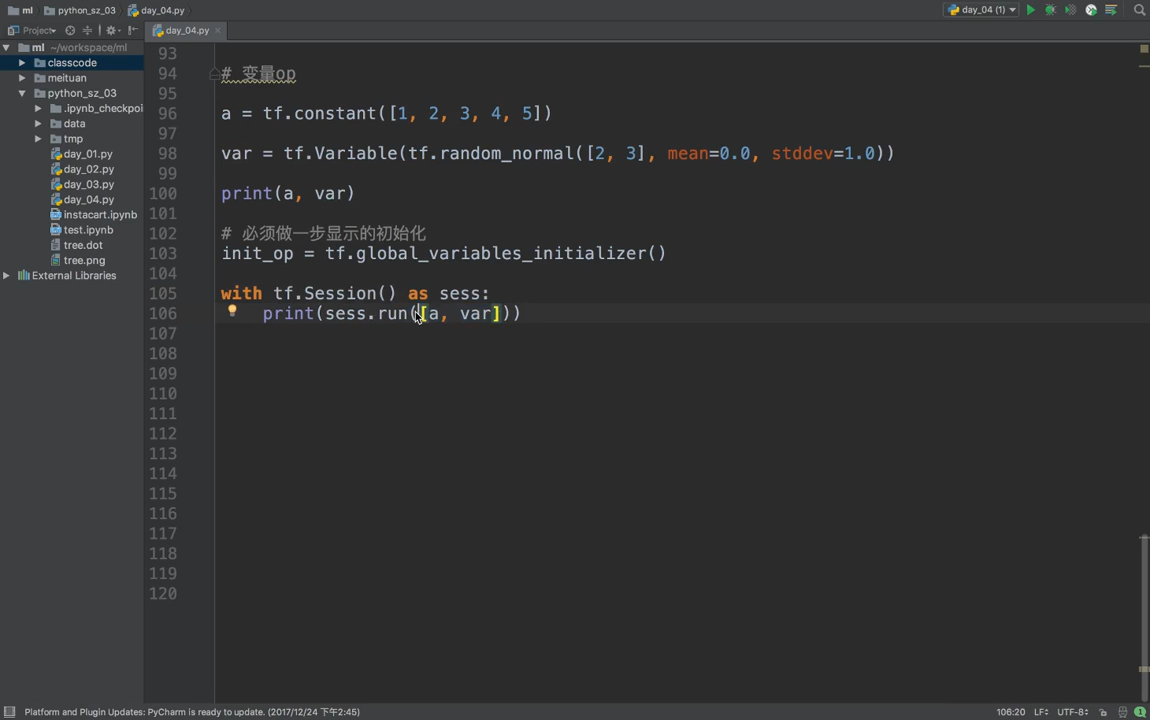 ml python_sz_03 day_04.py day_04 (1)
Project day_04.py
ml ~/workspace/ml
classcode
meituan
python_sz_03
.ipynb_checkpoi
data
tmp
day_01.py
day_02.py
day_03.py
day_04.py
instacart.ipynb
test.ipynb
tree.dot
tree.png
External Libraries
93
94 # 变量op
95
96 a = tf.constant([1, 2, 3, 4, 5])
97
98 var = tf.Variable(tf.random_normal([2, 3], mean=0.0, stddev=1.0))
99
100 print(a, var)
101
102 # 必须做一步显示的初始化
103 init_op = tf.global_variables_initializer()
104
105 with tf.Session() as sess:
106 print(sess.run([a, var]))
107
108
109
110
111
112
113
114
115
116
117
118
119
120
Platform and Plugin Updates: PyCharm is ready to update. (2017/12/24 下午2:45) 106:20 LF UTF-8 1